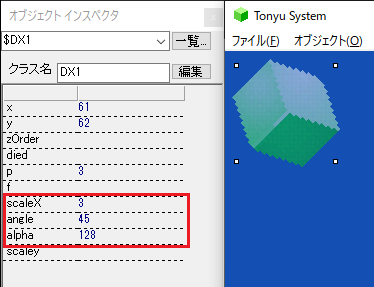 オブジェクト インスペクタ
x
$DX1
一覧...
クラス名
DX1
編集
x 61
y 62
zOrder
died
p 3
f
scaleX 3
angle 45
alpha 128
scaley
Tonyu System
ファイル(F) オブジェクト(O)